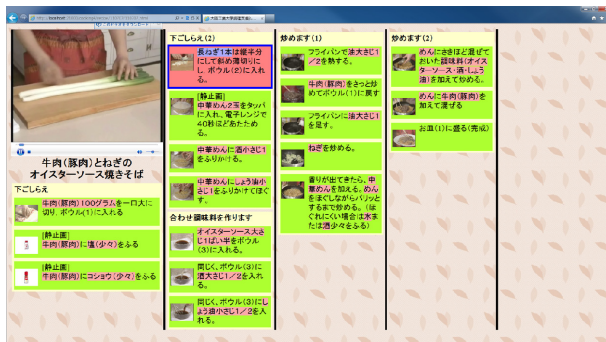 牛肉(豚肉)とねぎの
オイスターソース焼きそば
下ごしらえ
牛肉(豚肉)100グラムを一口大に
切り、ボウル(1)に入れる
[静止画]
牛肉(豚肉)に塩(少々)をふる
[静止画]
牛肉(豚肉)にコショウ(少々)をふる
下ごしらえ(2)
長ねぎ1本は縦半分
にして斜め薄切りに
し、ボウル(2)に入れ
る。
[静止画]
中華めん2玉をタッパ
に入れ、電子レンジで
40秒ほどあたため
る。
中華めんに酒小さじ1
をふりかける。
中華めんにしょう油小
さじ1をふりかけてほぐ
す。
合わせ調味料を作ります
オイスターソース大さ
じ1ぱい半をボウル
(3)に入れる。
同じく、ボウル(3)に
酒大さじ1/2を入れ
る。
同じく、ボウル(3)にし
ょう油小さじ1/2を入
れる。
炒めます(1)
フライパンで油大さじ1
/2を熱する。
牛肉(豚肉)をさっと炒
めてボウル(1)に戻す
フライパンに油大さじ1
を足す。
ねぎを炒める。
香りが出てきたら、中
華めんを加える。めん
をほぐしながらパリッと
するまで炒める。(ほ
ぐれにくい場合は水ま
たは酒少々をふる)
炒めます(2)
めんにさきほど混ぜて
おいた調味料(オイス
ターソース・酒・しょう
油)を加えて炒める。
めんに牛肉(豚肉)を
加えて混ぜる
お皿(1)に盛る(完成)